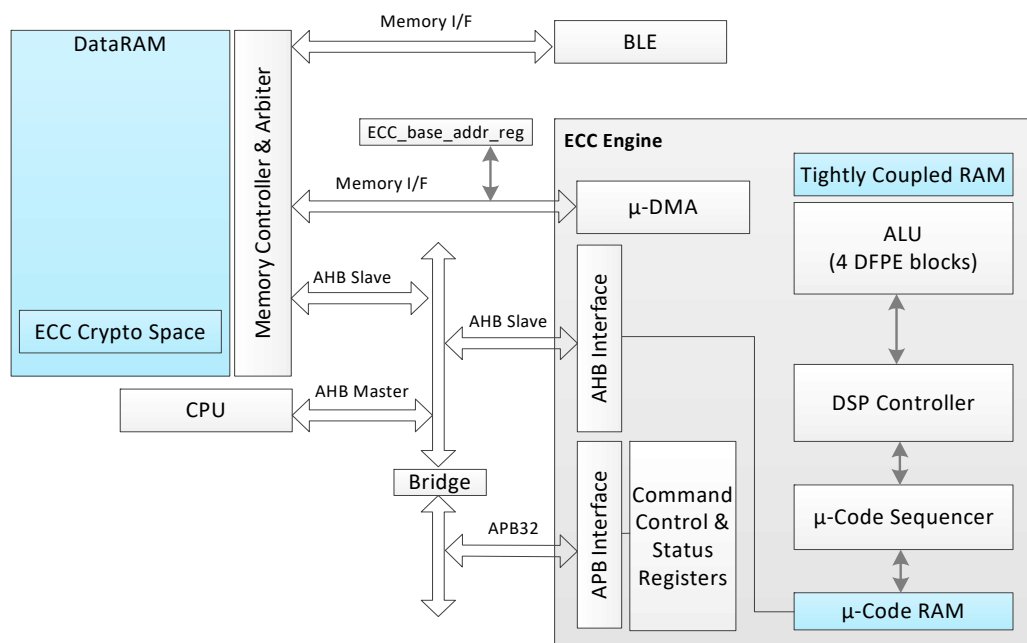 Memory I/F
DataRAM
BLE
Memory Controller & Arbiter
ECC_base_addr_reg
ECC Engine
Tightly Coupled RAM
Memory I/F
μ-DMA
ALU
(4 DFPE blocks)
AHB Slave
ECC Crypto Space
AHB Slave
AHB Interface
AHB Master
CPU
DSP Controller
Bridge
APB32
APB Interface
Command
Control &
Status
Registers
μ-Code Sequencer
μ-Code RAM